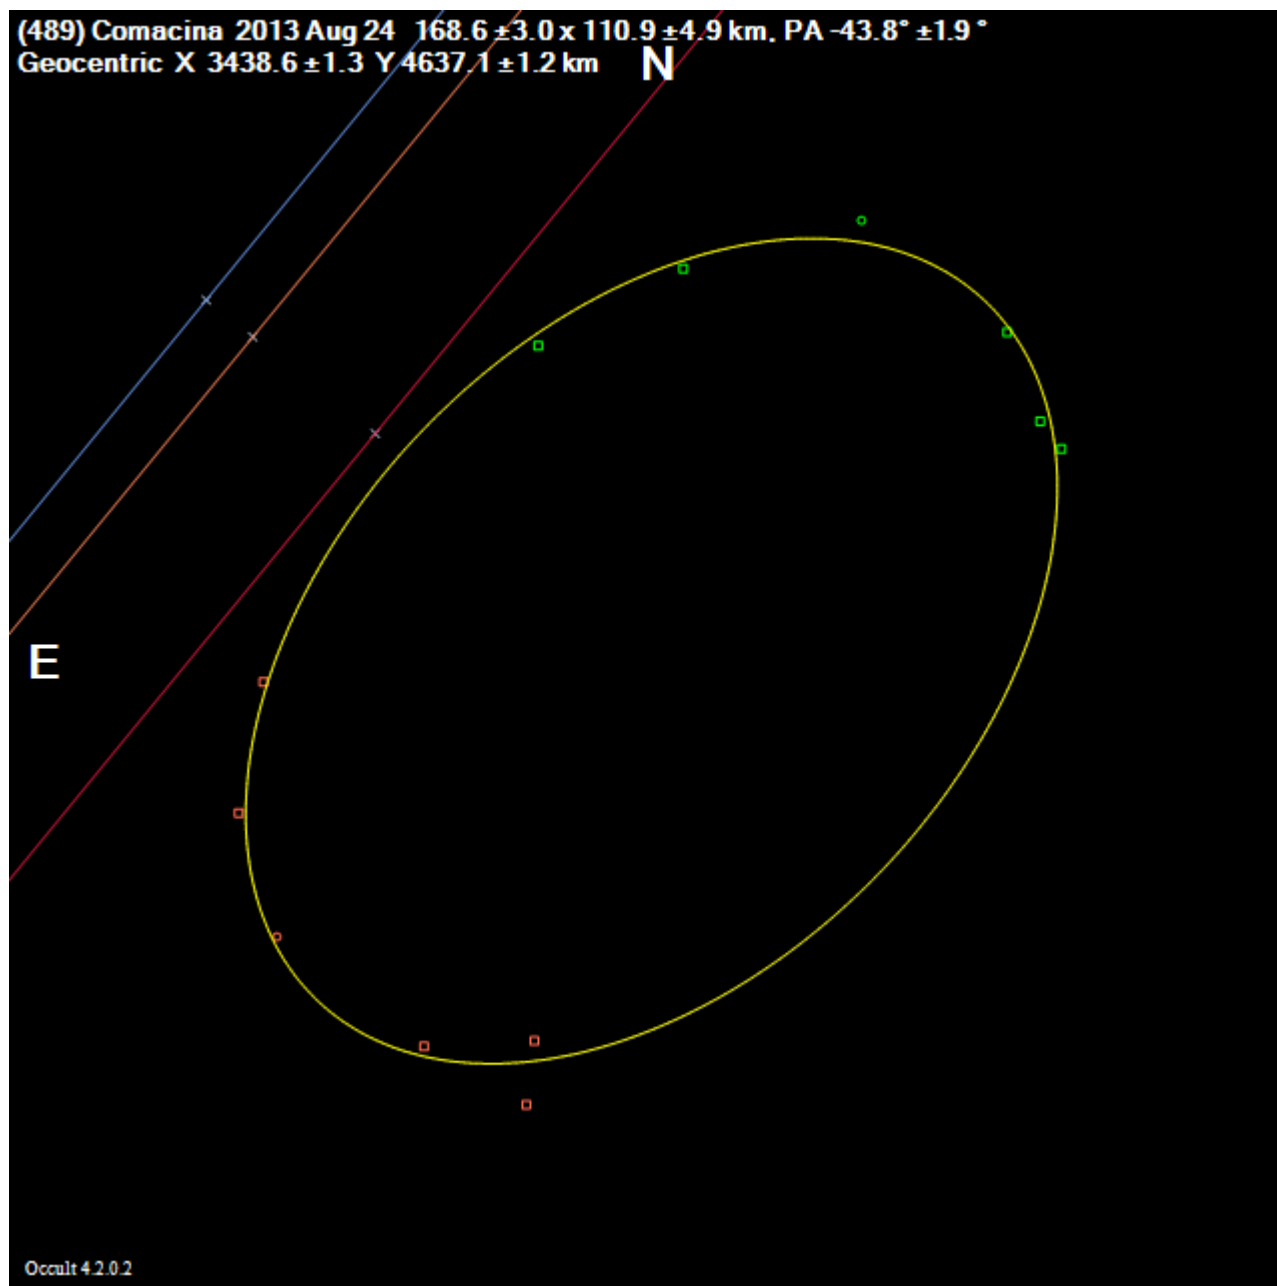 (489) Comacina 2013 Aug 24 168.6 ±3.0 x 110.9 ±4.9 km, PA -43.8° ±1.9 °
Geocentric X 3438.6 ±1.3 Y 4637.1 ±1.2 km
N
E
Occult 4.2.0.2